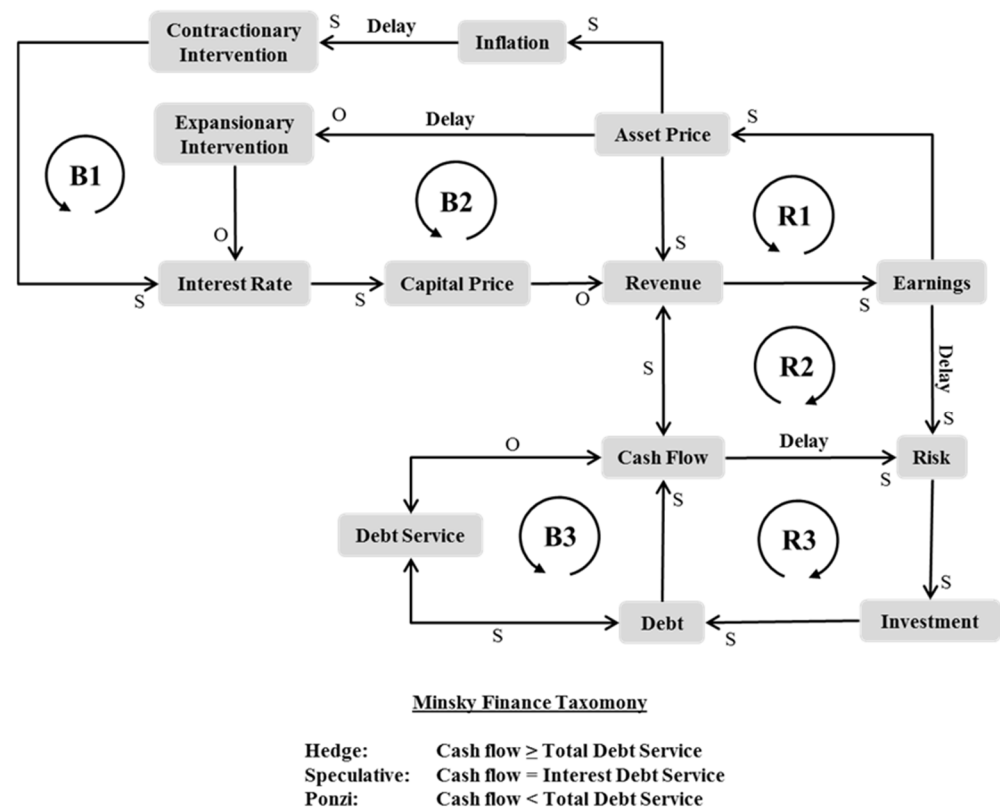 Contractionary
Intervention
S
Delay
Inflation
S
Expansionary
Intervention
O
Delay
Asset Price
S
B1
B2
R1
O
S
Interest Rate
S
Capital Price
O
Revenue
S
S
Earnings
S
R2
Delay
S
O
Cash Flow
Delay
S
Risk
S
Debt Service
B3
R3
S
S
Debt
S
Investment
Minsky Finance Taxomony
Hedge: Cash flow ≥ Total Debt Service
Speculative: Cash flow = Interest Debt Service
Ponzi: Cash flow < Total Debt Service